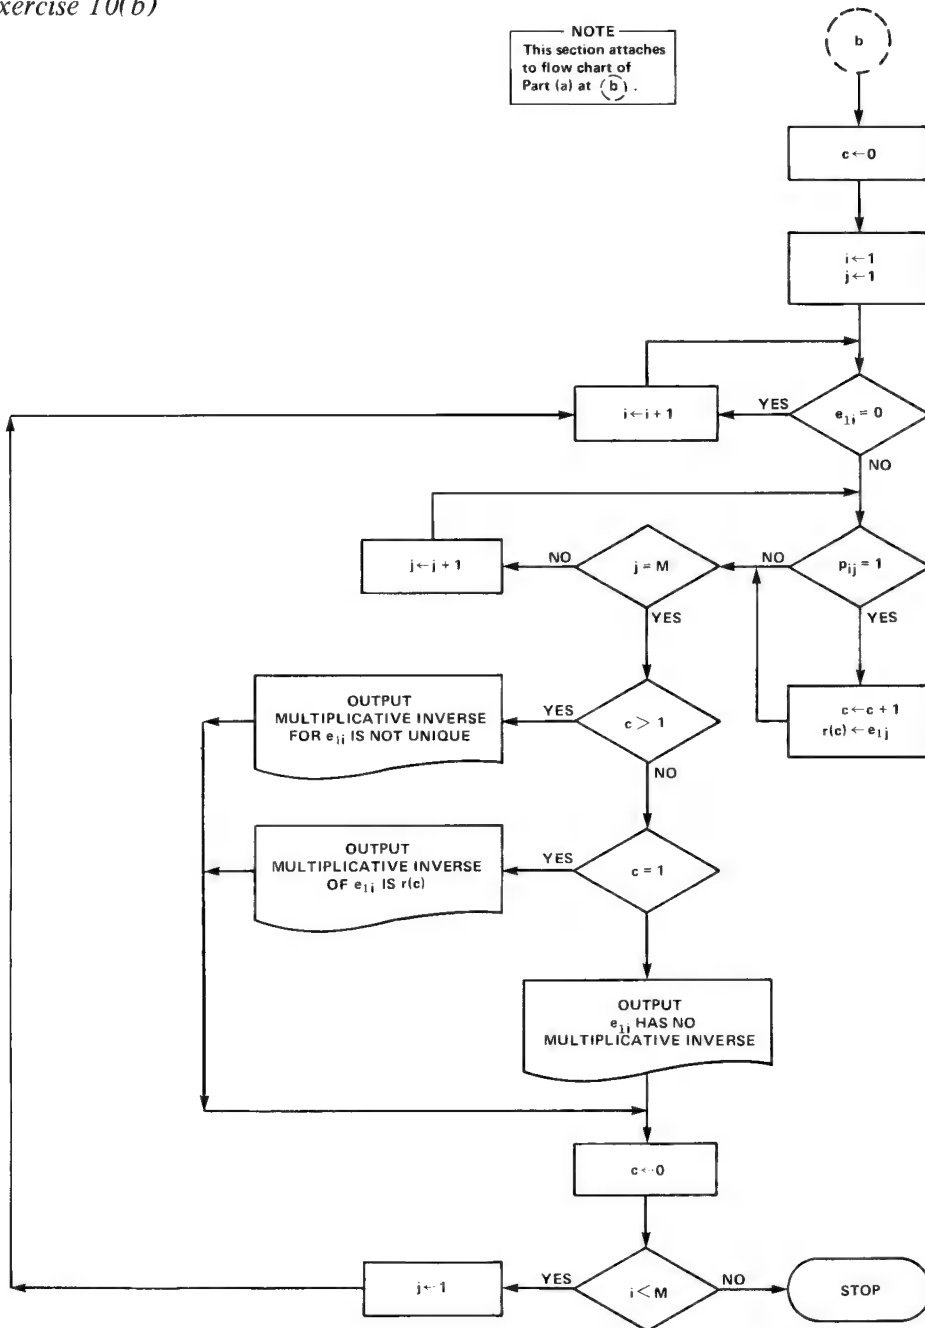 xercise 10(b)
NOTE
This section attaches
to flow chart of
Part (a) at (b).
b
c←0
i←1
j←1
i←i+1
YES
e₁ᵢ = 0
NO
j←j+1
NO
j = M
NO
pᵢⱼ = 1
YES
YES
c←c+1
r(c)←e₁ⱼ
OUTPUT
MULTIPLICATIVE INVERSE
FOR e₁ᵢ IS NOT UNIQUE
YES
c > 1
NO
OUTPUT
MULTIPLICATIVE INVERSE
OF e₁ᵢ IS r(c)
YES
c = 1
OUTPUT
e₁ᵢ HAS NO
MULTIPLICATIVE INVERSE
c←0
j←1
YES
i<M
NO
STOP